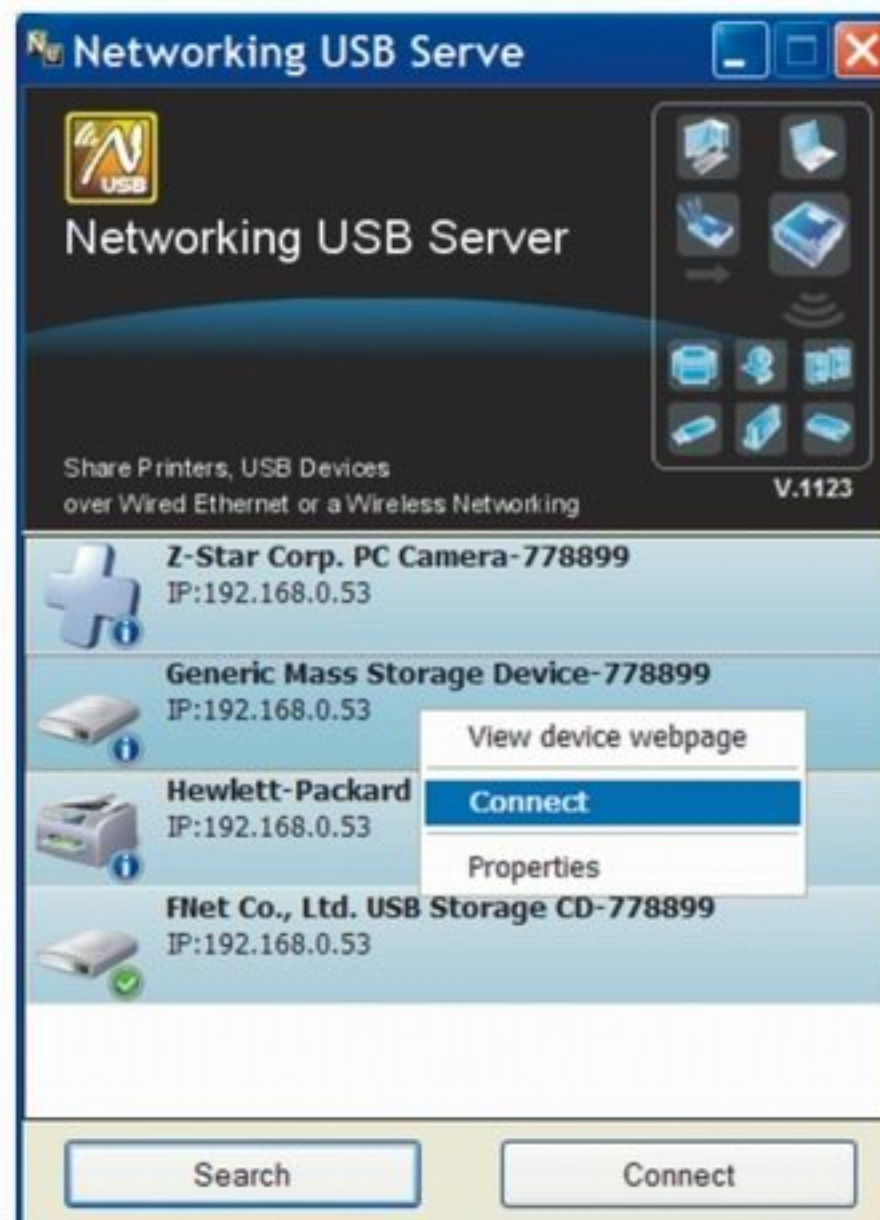 Networking USB Serve
USB
Networking USB Server
Share Printers, USB Devices
over Wired Ethernet or a Wireless Networking
V.1123
Z-Star Corp. PC Camera-778899
IP:192.168.0.53
Generic Mass Storage Device-778899
IP:192.168.0.53
View device webpage
Hewlett-Packard
IP:192.168.0.53
Connect
Properties
FNet Co., Ltd. USB Storage CD-778899
IP:192.168.0.53
Search
Connect